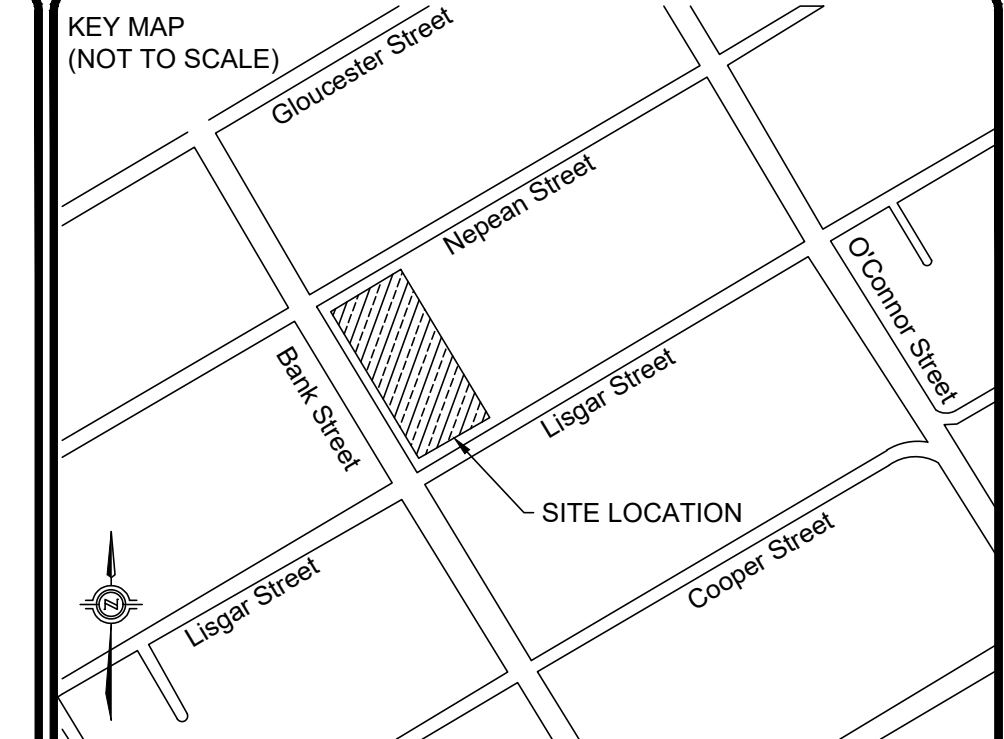 KEY MAP
(NOT TO SCALE)
Gloucester Street
Nepean Street
O'Connor Street
Bank Street
Lisgar Street
SITE LOCATION
Cooper Street
Lisgar Street
N